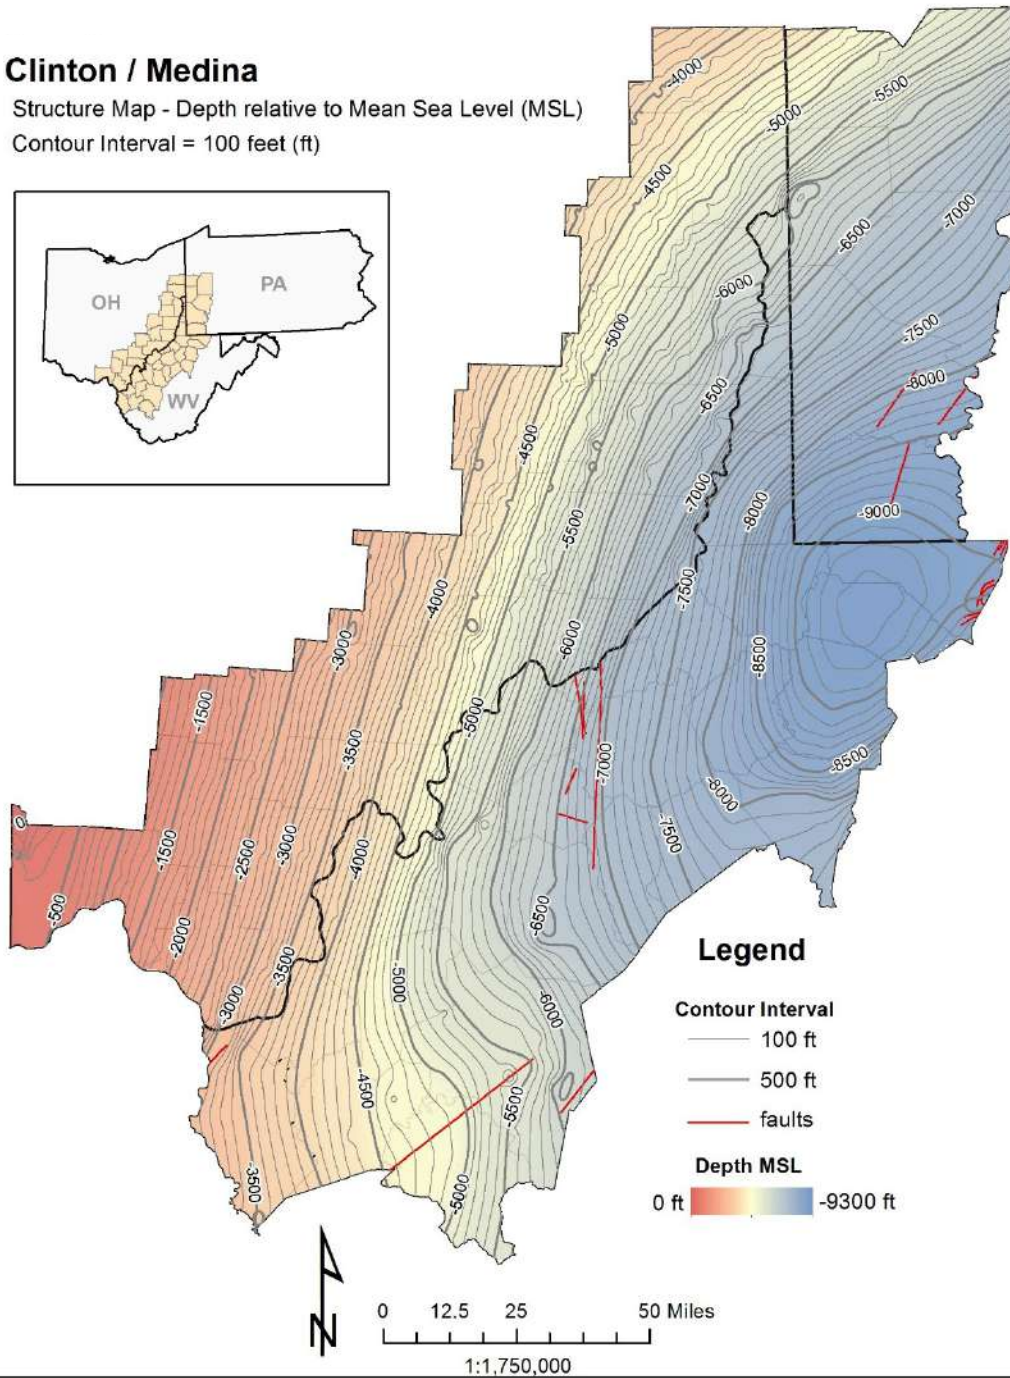 Clinton / Medina
Structure Map - Depth relative to Mean Sea Level (MSL)
Contour Interval = 100 feet (ft)
OH
PA
WV
-4000
-5500
-5000
-4500
-7000
-6500
-6000
-5000
-7500
-8000
-6500
-4500
-7000
-8000
-9000
-5500
-4000
-7500
-6000
-3000
-8500
-1500
-5000
-3500
-7000
-8500
-8000
0
-7500
-1500
-2500
-3000
-4000
-500
-6500
-2000
-3500
-5000
-3000
-6000
-4500
-5500
-3500
-5000
Legend
Contour Interval
100 ft
500 ft
faults
Depth MSL
0 ft
-9300 ft
N
0 12.5 25 50 Miles
1:1,750,000